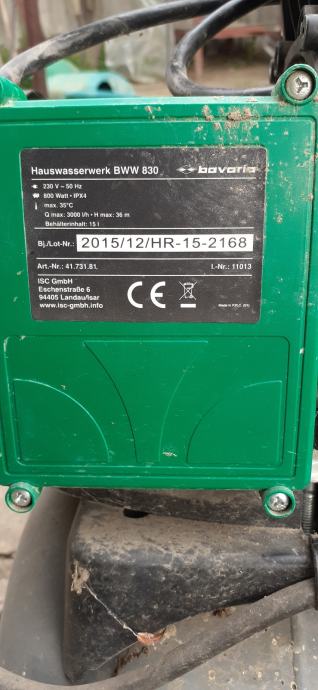 Hauswasserwerk BWW 830 bavaria
230 V ~ 50 Hz
800 Watt • IPX4
max. 35°C
Q max: 3000 l/h • H max: 36 m
Behälterinhalt: 15 l
Bj./Lot-Nr.: 2015/12/HR-15-2168
Art.-Nr.: 41.731.81 I.-Nr.: 11013
ISC GmbH
Eschenstraße 6
94405 Landau/Isar
www.isc-gmbh.info
CE
Made in P.R.C.